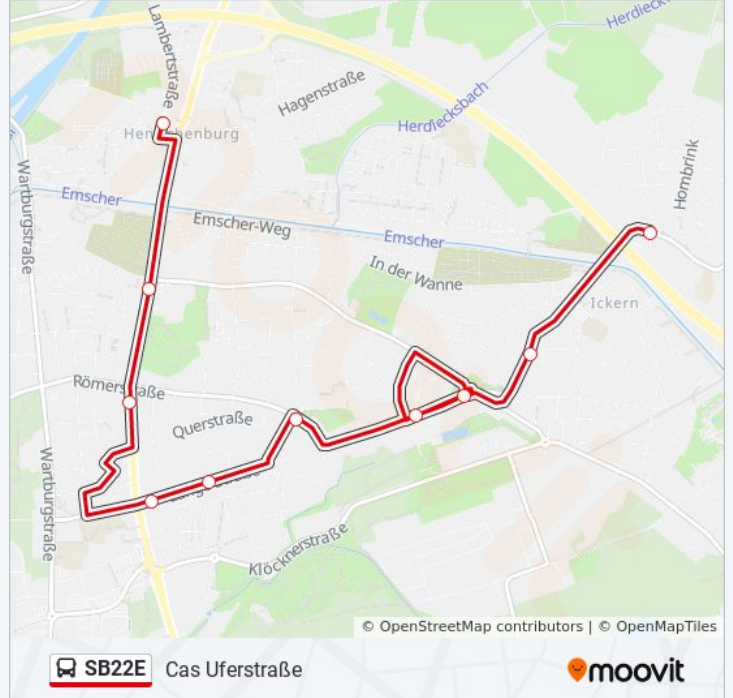 Herdiecksbach
Lambertstraße
Hagenstraße
Herdiecksbach
Hombrink
Wartburgstraße
Emscher
Emscher-Weg
Emscher
In der Wanne
Ickern
Römerstraße
Querstraße
Wartburgstraße
Klöcknerstraße
© OpenStreetMap contributors | © OpenMapTiles
SB22E Cas Uferstraße
moovit